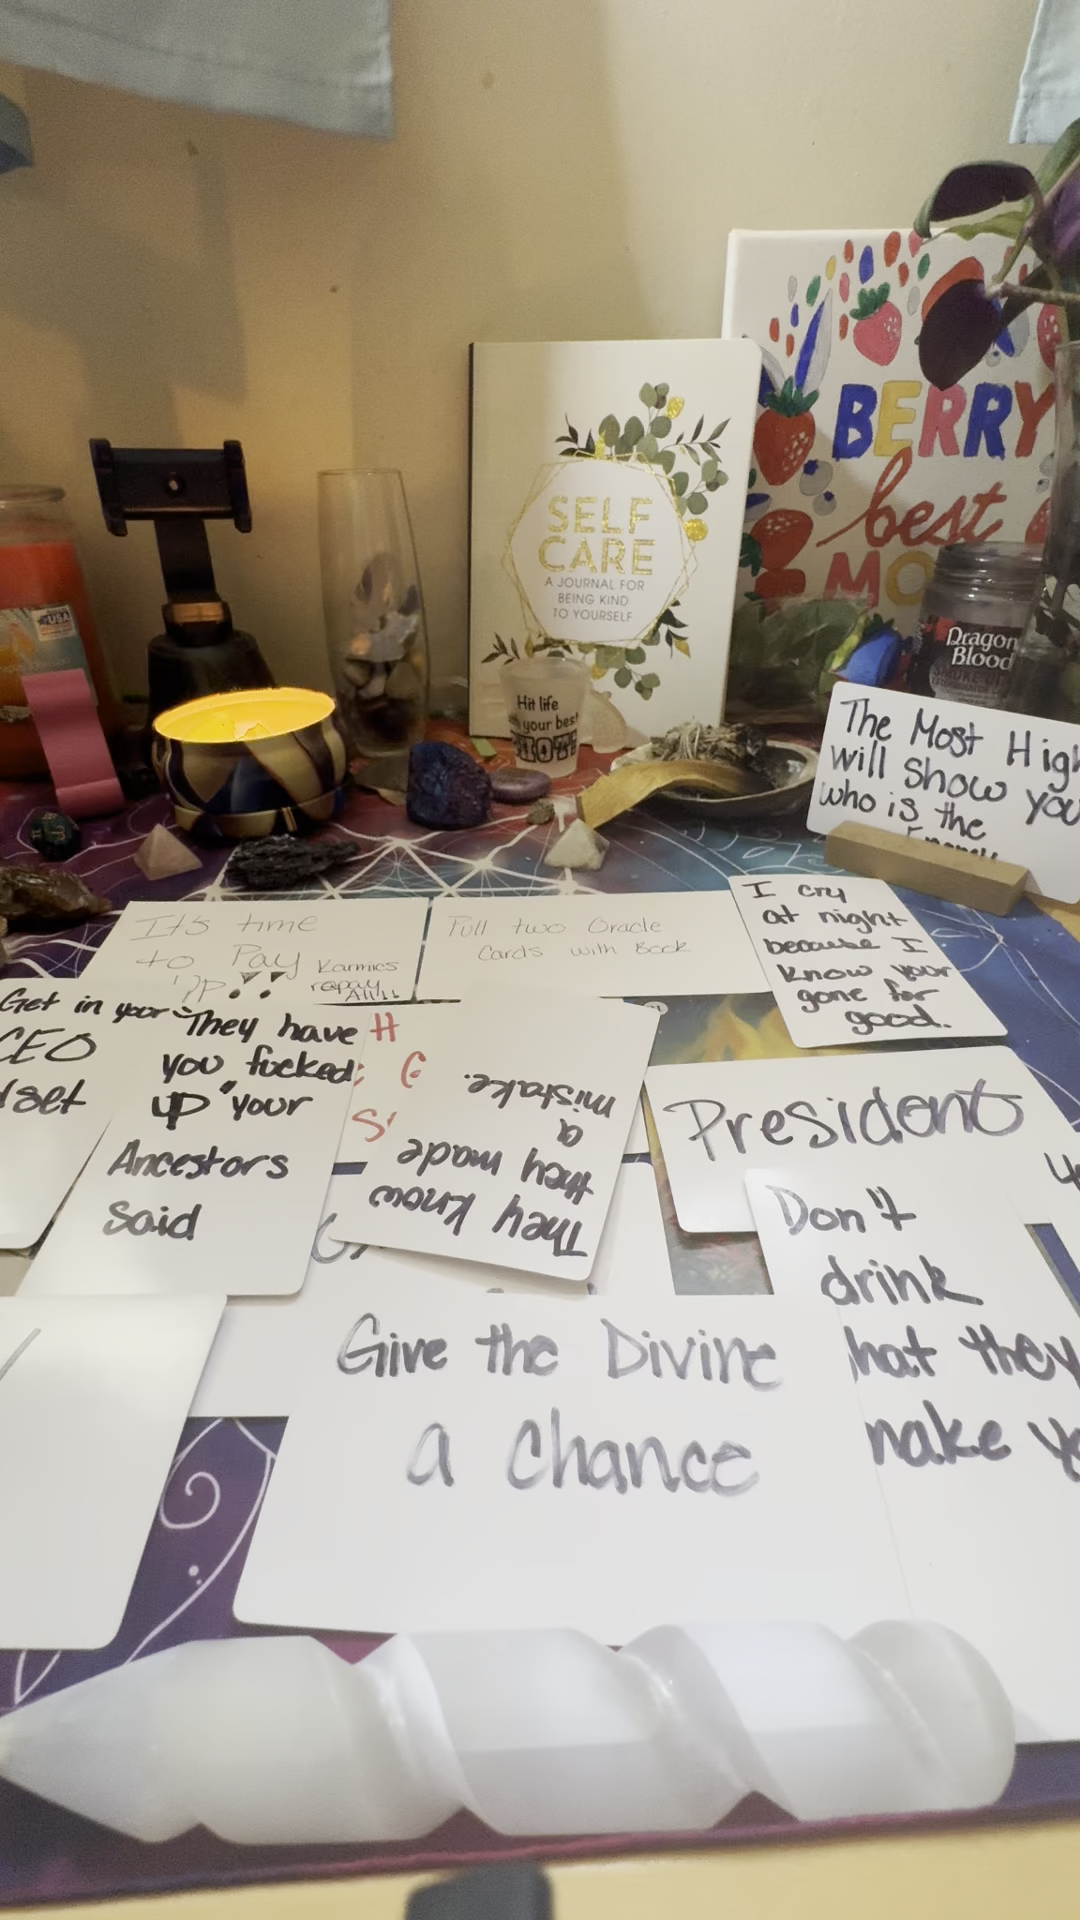 BERRY
best
SELF
CARE
A JOURNAL FOR
BEING KIND
TO YOURSELF
USA
Dragon
Blood
Hit life
your best
The Most High
will show you
who is the
I cry
at night
because I
know your
gone for
good.
It's time
to Pay
up!!
Karmics
repay
All!!
Pull two Oracle
Cards with Book
Get in your
CEO
They have
you fucked
up "your
Ancestors
Said
H
G
They know
they made
a
mistake.
President
Don't
drink
they
Give the Divine
a Chance